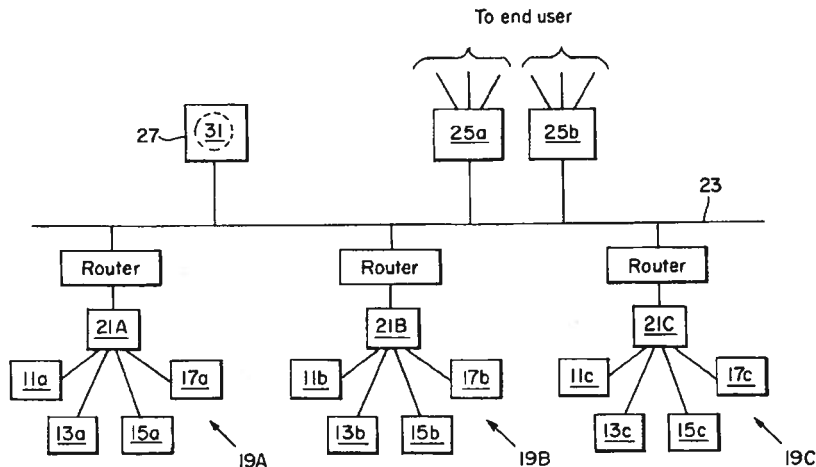 To end user
27
31
25a
25b
23
Router
Router
Router
21A
21B
21C
11a
17a
11b
17b
11c
17c
13a
15a
13b
15b
13c
15c
19A
19B
19C